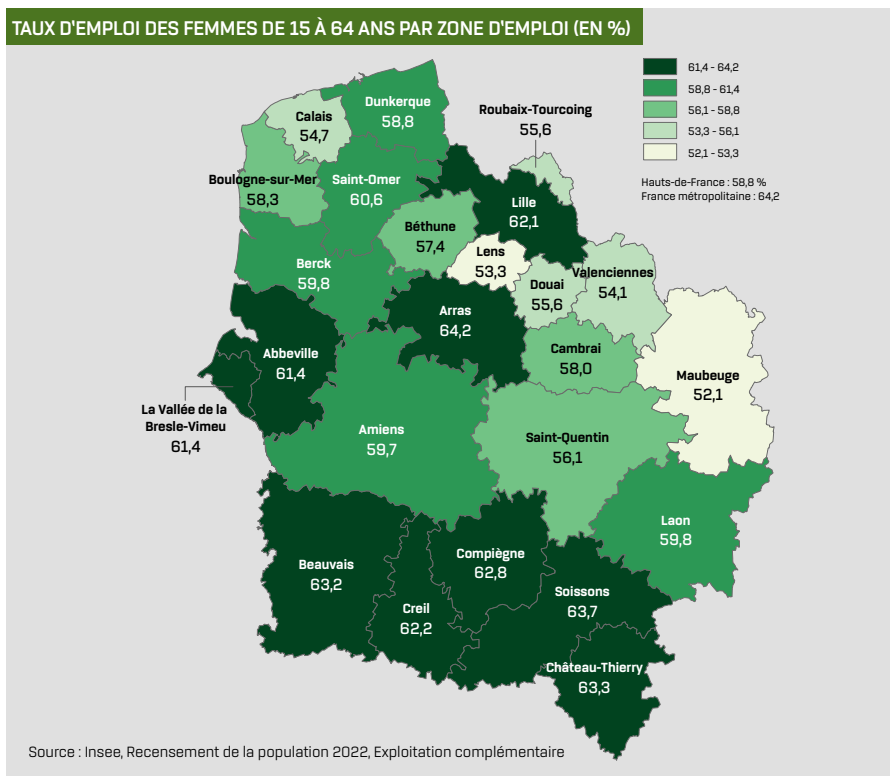 TAUX D'EMPLOI DES FEMMES DE 15 À 64 ANS PAR ZONE D'EMPLOI (EN %)
61,4 - 64,2
58,8 - 61,4
56,1 - 58,8
53,3 - 56,1
52,1 - 53,3
Hauts-de-France : 58,8 %
France métropolitaine : 64,2
Dunkerque
58,8
Calais
54,7
Roubaix-Tourcoing
55,6
Boulogne-sur-Mer
58,3
Saint-Omer
60,6
Lille
62,1
Béthune
57,4
Lens
53,3
Berck
59,8
Douai
55,6
Valenciennes
54,1
Arras
64,2
Abbeville
61,4
Cambrai
58,0
Maubeuge
52,1
La Vallée de la
Bresle-Vimeu
61,4
Amiens
59,7
Saint-Quentin
56,1
Laon
59,8
Beauvais
63,2
Compiègne
62,8
Soissons
63,7
Creil
62,2
Château-Thierry
63,3
Source : Insee, Recensement de la population 2022, Exploitation complémentaire